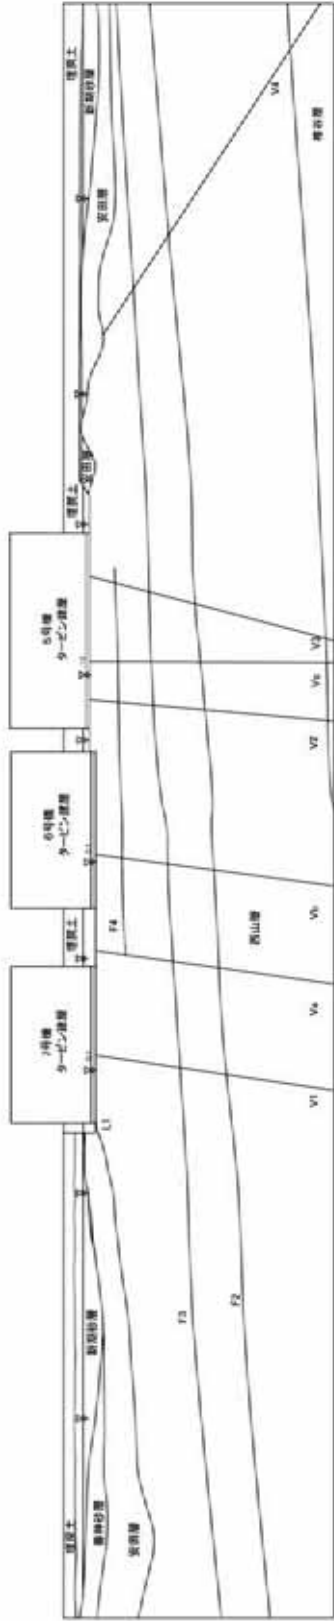 埋戻土
新期砂層
番神砂層
安田層
L1
7号機
タービン建屋
埋戻土
6号機
タービン建屋
5号機
タービン建屋
埋戻土
安田層
埋戻土
新期砂層
安田層
F4
F3
F2
西山層
V1
Va
Vb
V2
V3
V4
椎谷層